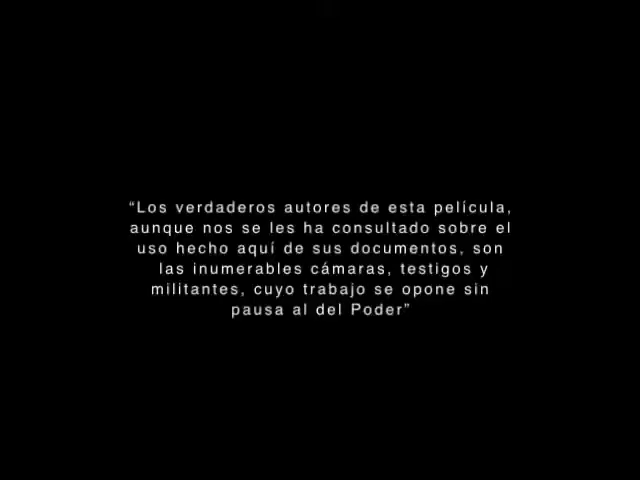 “Los verdaderos autores de esta película,
aunque nos se les ha consultado sobre el
uso hecho aquí de sus documentos, son
las inumerables cámaras, testigos y
militantes, cuyo trabajo se opone sin
pausa al del Poder”